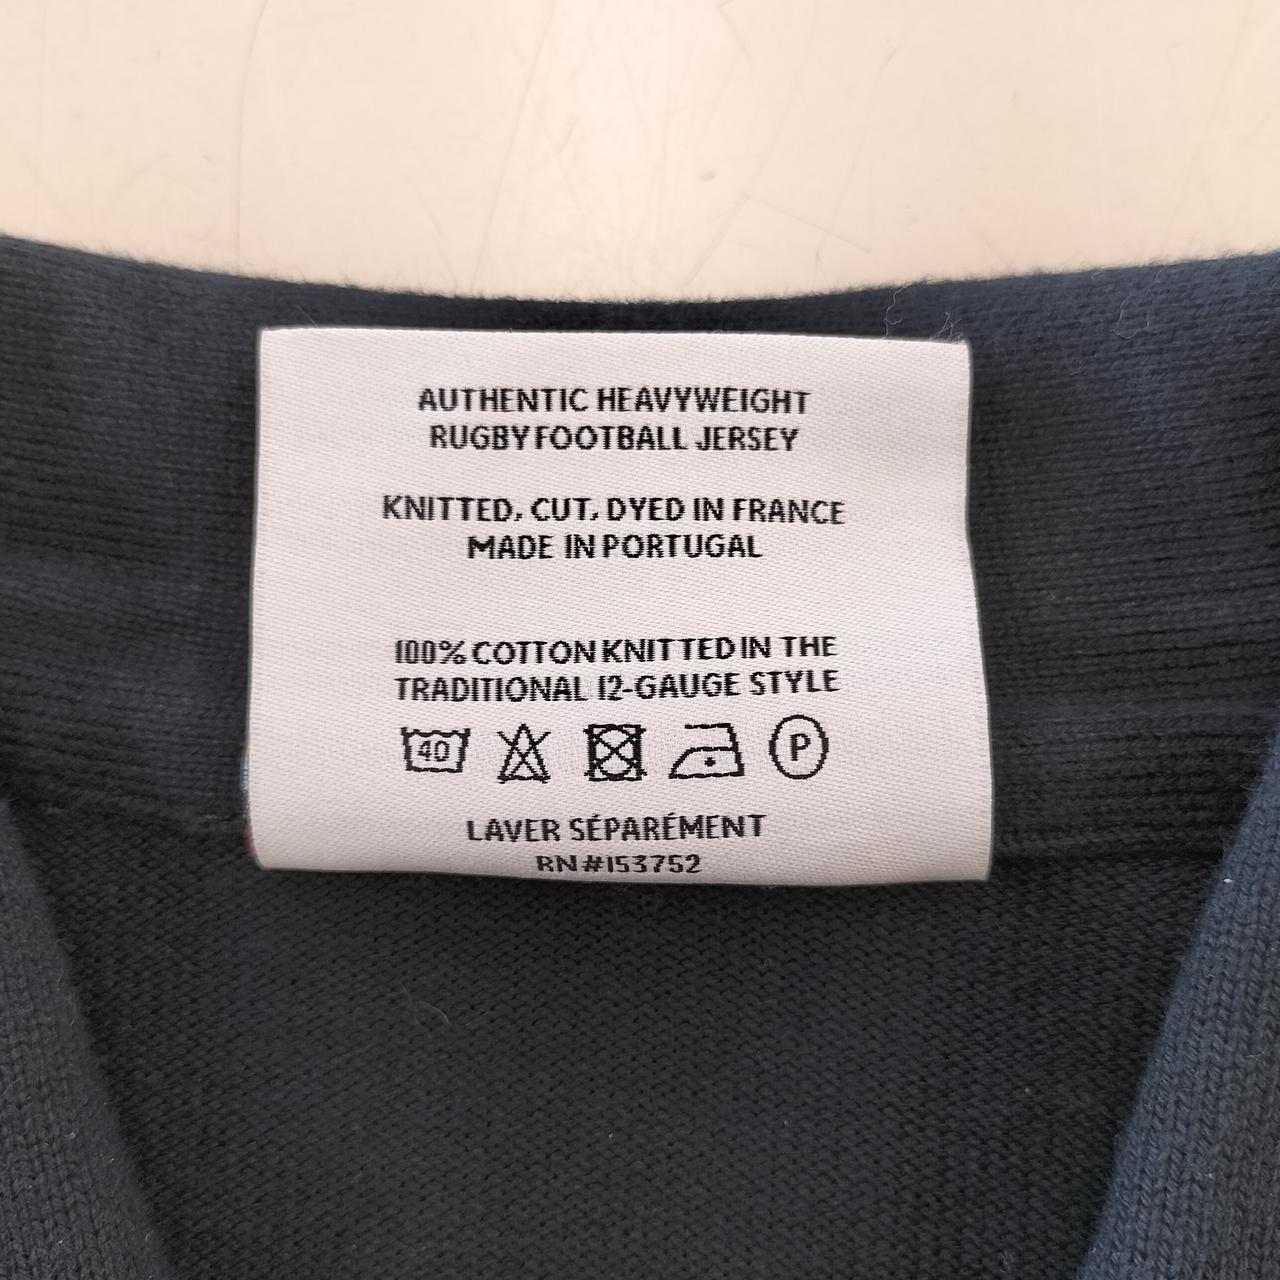 AUTHENTIC HEAVYWEIGHT
RUGBY FOOTBALL JERSEY
KNITTED, CUT, DYED IN FRANCE
MADE IN PORTUGAL
100% COTTON KNITTED IN THE
TRADITIONAL 12-GAUGE STYLE
40 P
LAVER SÉPARÉMENT
RN#153752